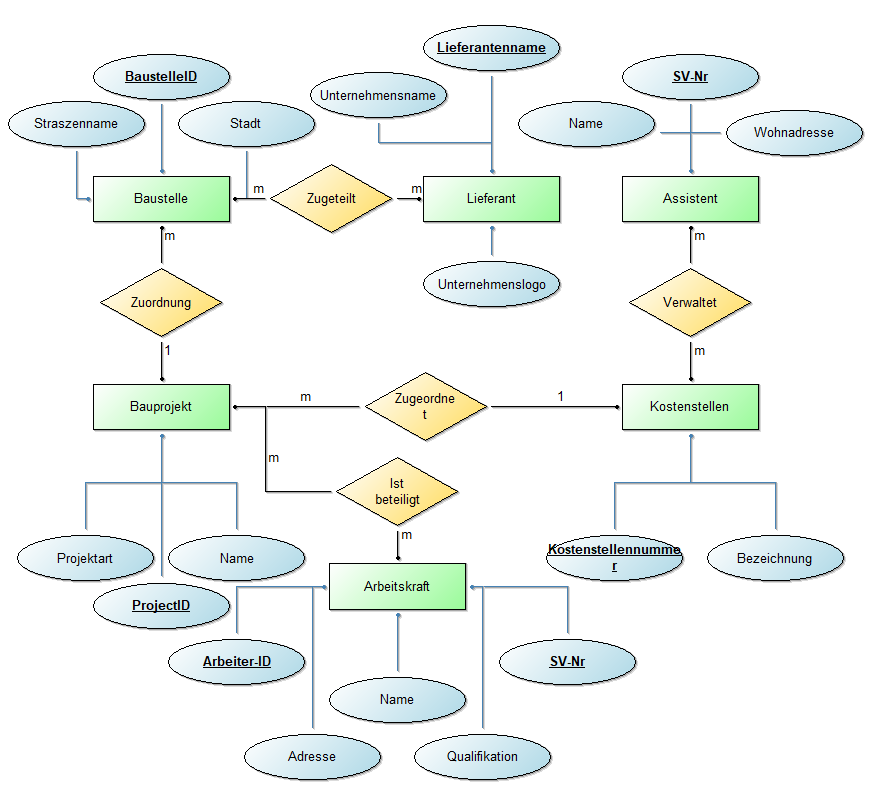 Lieferantenname
BaustelleID
SV-Nr
Unternehmensname
Straszenname
Stadt
Name
Wohnadresse
Baustelle
m
Zugeteilt
m
Lieferant
Assistent
m
m
Unternehmenslogo
Zuordnung
Verwaltet
1
m
Bauprojekt
m
Zugeordne
t
1
Kostenstellen
m
Ist
beteiligt
m
Projektart
Name
Kostenstellennumme
r
Bezeichnung
Arbeitskraft
ProjectID
Arbeiter-ID
SV-Nr
Name
Adresse
Qualifikation